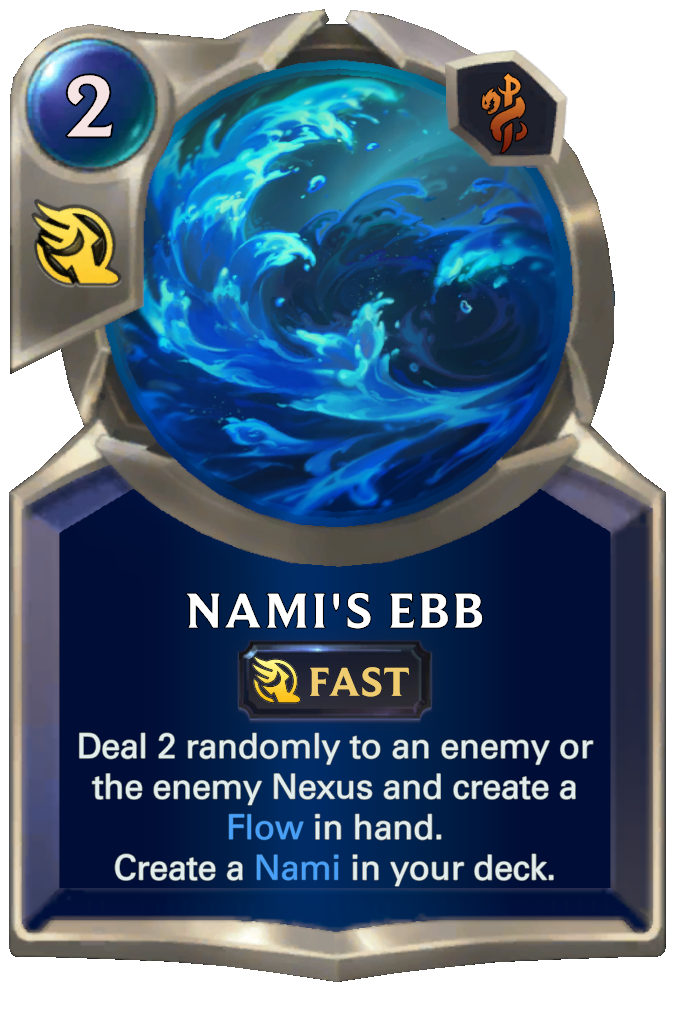 2
NAMI'S EBB
FAST
Deal 2 randomly to an enemy or
the enemy Nexus and create a
Flow in hand.
Create a Nami in your deck.